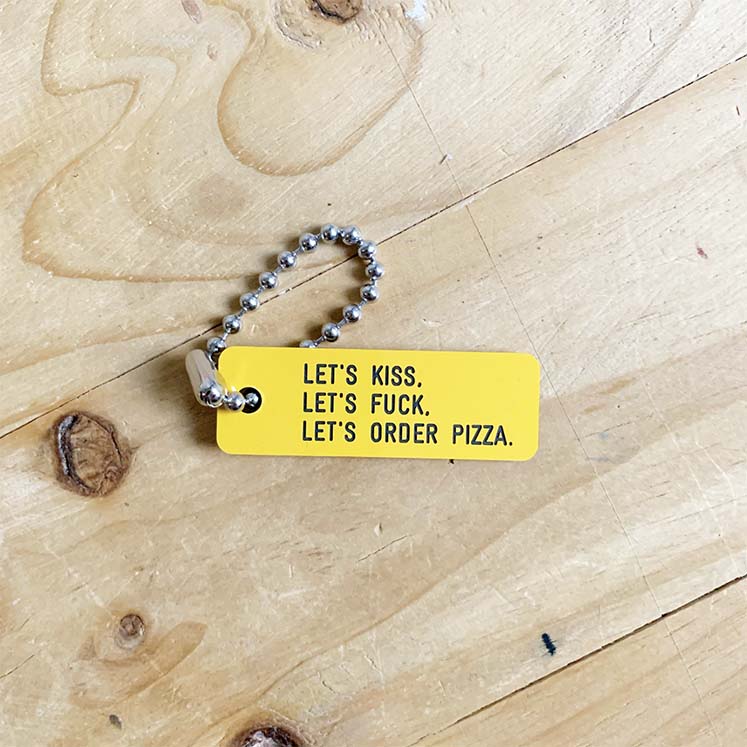 LET'S KISS,
LET'S FUCK,
LET'S ORDER PIZZA.